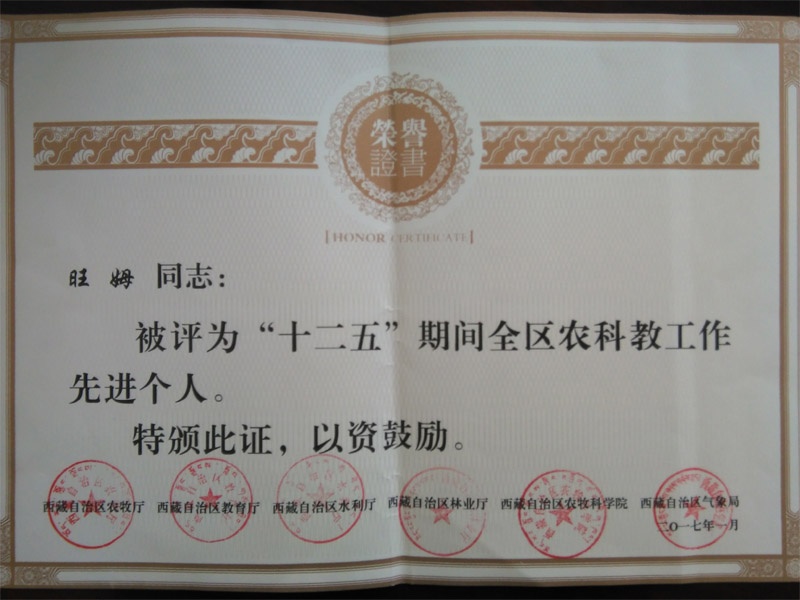 榮譽
證書
[HONOR CERTIFICATE]
旺姆 同志:
被评为“十二五”期间全区农科教工作
先进个人。
特颁此证，以资鼓励。
西藏自治区农牧厅 西藏自治区教育厅 西藏自治区水利厅 西藏自治区林业厅 西藏自治区农牧科学院 西藏自治区气象局
二〇一七年一月